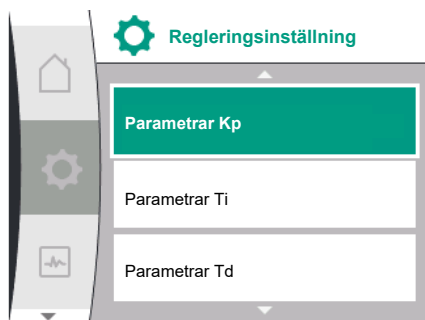 Regleringsinställning
Parametrar Kp
Parametrar Ti
Parametrar Td